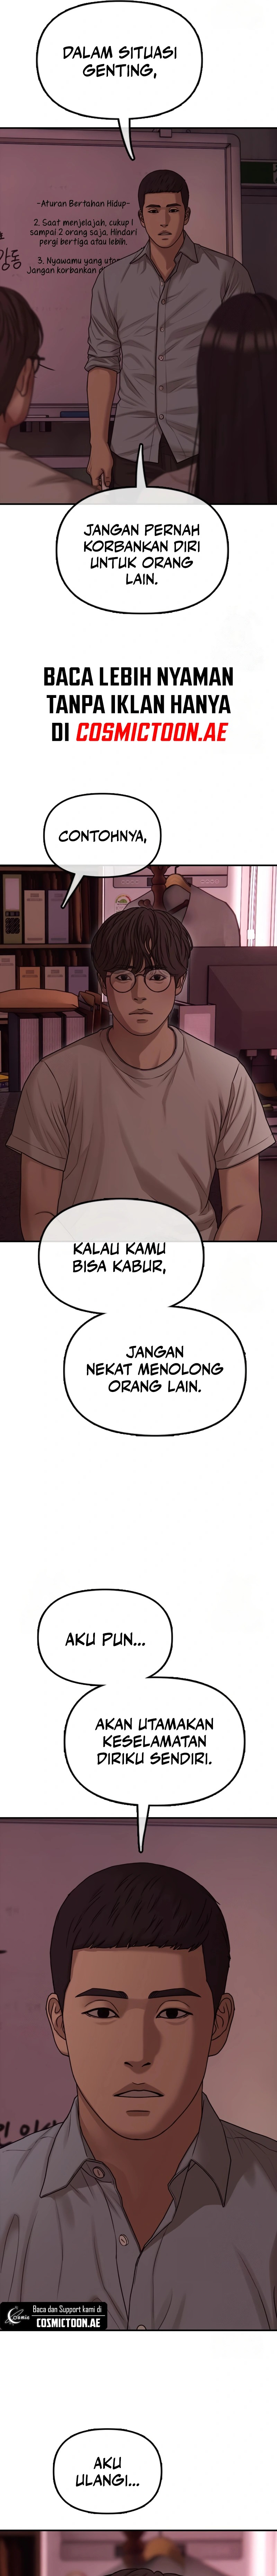 DALAM SITUASI
GENTING,
-Aturan Bertahan Hidup-
2. Saat menjelajah, cukup 1
sampai 2 orang saja. Hindari
pergi bertiga atau lebih.
3. Nyawamu yang
Jangan korbankan
강동
JANGAN PERNAH
KORBANKAN DIRI
UNTUK ORANG
LAIN.
BACA LEBIH NYAMAN
TANPA IKLAN HANYA
DI COSMICTOON.AE
CONTOHNYA,
KALAU KAMU
BISA KABUR,
JANGAN
NEKAT MENOLONG
ORANG LAIN.
AKU PUN...
AKAN UTAMAKAN
KESELAMATAN
DIRIKU SENDIRI.
Baca dan Support kami di
COSMICTOON.AE
AKU
ULANGI...